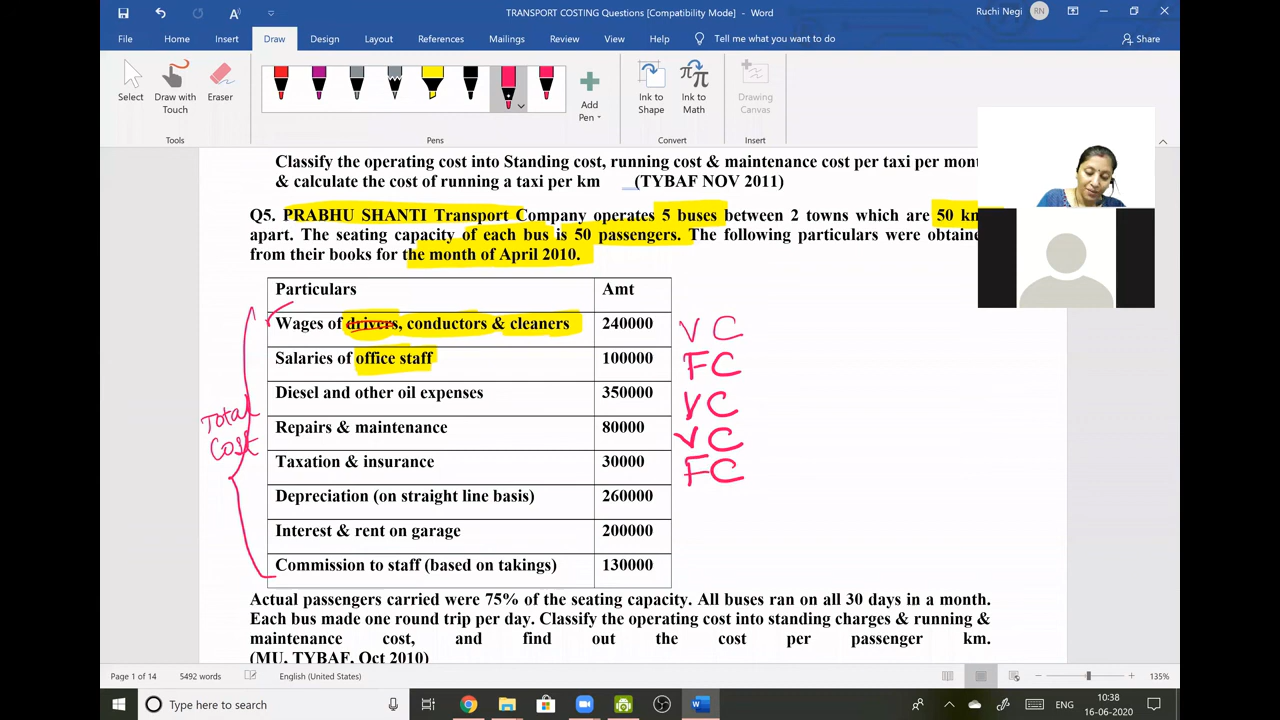 TRANSPORT COSTING Questions [Compatibility Mode] - Word
Ruchi Negi RN
File Home Insert Draw Design Layout References Mailings Review View Help Tell me what you want to do Share
Select Draw with Touch Eraser Add Pen Ink to Shape Ink to Math Drawing Canvas
Tools Pens Convert Insert
Classify the operating cost into Standing cost, running cost & maintenance cost per taxi per mont
& calculate the cost of running a taxi per km (TYBAF NOV 2011)
Q5. PRABHU SHANTI Transport Company operates 5 buses between 2 towns which are 50 km
apart. The seating capacity of each bus is 50 passengers. The following particulars were obtaine
from their books for the month of April 2010.
Particulars Amt
Wages of drivers, conductors & cleaners 240000 VC
Salaries of office staff 100000 FC
Diesel and other oil expenses 350000 VC
Repairs & maintenance 80000 VC
Taxation & insurance 30000 FC
Depreciation (on straight line basis) 260000
Interest & rent on garage 200000
Commission to staff (based on takings) 130000
Total
Cost
Actual passengers carried were 75% of the seating capacity. All buses ran on all 30 days in a month.
Each bus made one round trip per day. Classify the operating cost into standing charges & running &
maintenance cost, and find out the cost per passenger km.
(MU, TYBAF, Oct 2010)
Page 1 of 14 5492 words English (United States) 135%
Type here to search ENG 10:38
16-06-2020